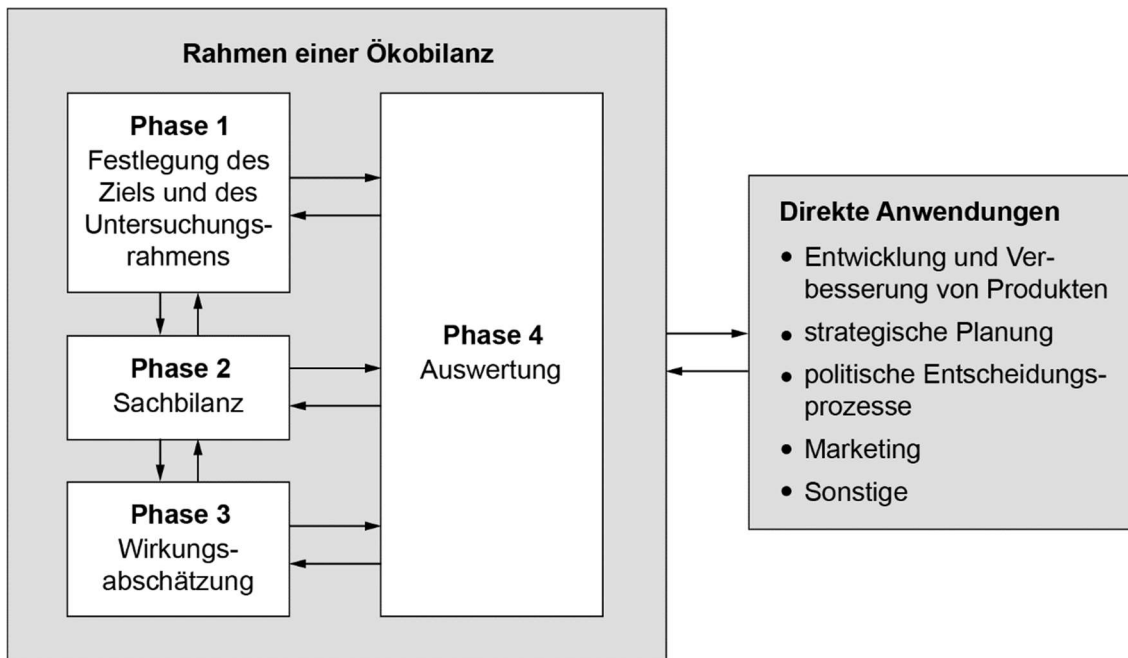 Rahmen einer Ökobilanz
Phase 1
Festlegung des
Ziels und des
Untersuchungs-
rahmens
Phase 2
Sachbilanz
Phase 3
Wirkungs-
abschätzung
Phase 4
Auswertung
Direkte Anwendungen
• Entwicklung und Ver-
besserung von Produkten
• strategische Planung
• politische Entscheidungs-
prozesse
• Marketing
• Sonstige